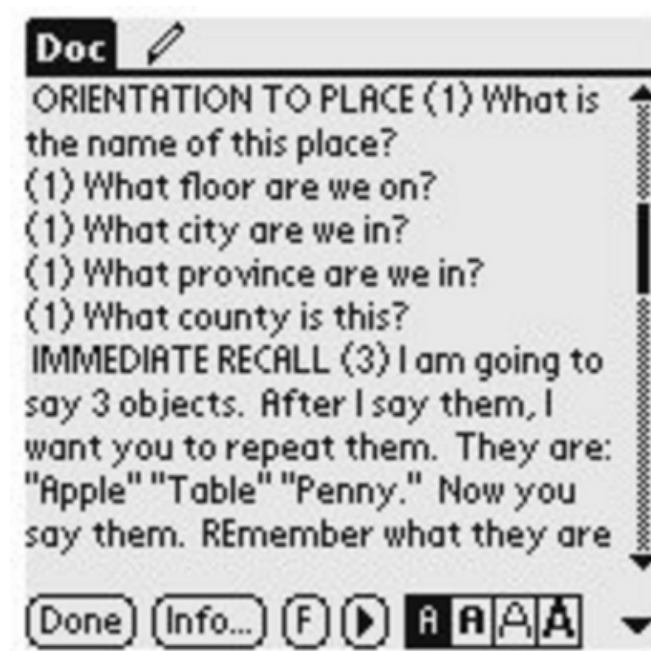 Doc
ORIENTATION TO PLACE (1) What is
the name of this place?
(1) What floor are we on?
(1) What city are we in?
(1) What province are we in?
(1) What county is this?
IMMEDIATE RECALL (3) I am going to
say 3 objects. After I say them, I
want you to repeat them. They are:
"Apple" "Table" "Penny." Now you
say them. REmember what they are
Done Info... F A A A A